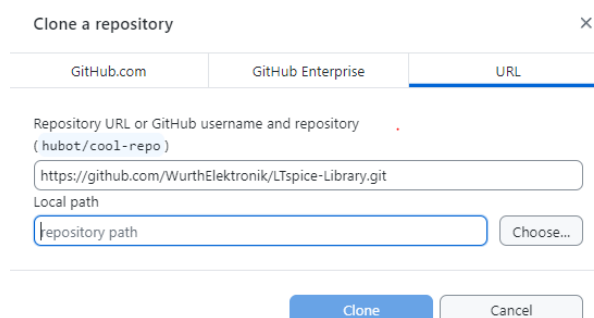 Clone a repository
GitHub.com
GitHub Enterprise
URL
Repository URL or GitHub username and repository
(hubot/cool-repo)
https://github.com/WurthElektronik/LTspice-Library.git
Local path
repository path
Choose...
Clone
Cancel